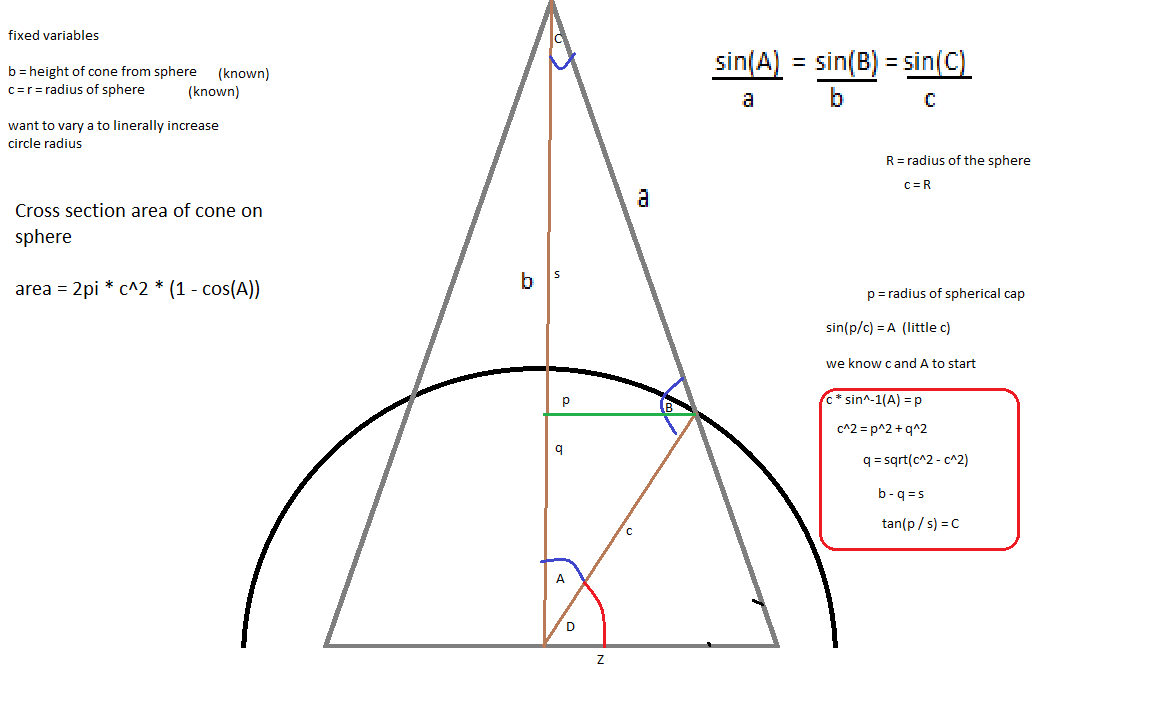 fixed variables
b = height of cone from sphere (known)
c = r = radius of sphere (known)
want to vary a to linerally increase
circle radius
Cross section area of cone on
sphere
area = 2pi * c^2 * (1 - cos(A))
C
a
b
s
p
B
q
c
A
D
Z
sin(A) = sin(B) = sin(C)
a b c
R = radius of the sphere
c = R
p = radius of spherical cap
sin(p/c) = A (little c)
we know c and A to start
c * sin^-1(A) = p
c^2 = p^2 + q^2
q = sqrt(c^2 - c^2)
b - q = s
tan(p / s) = C